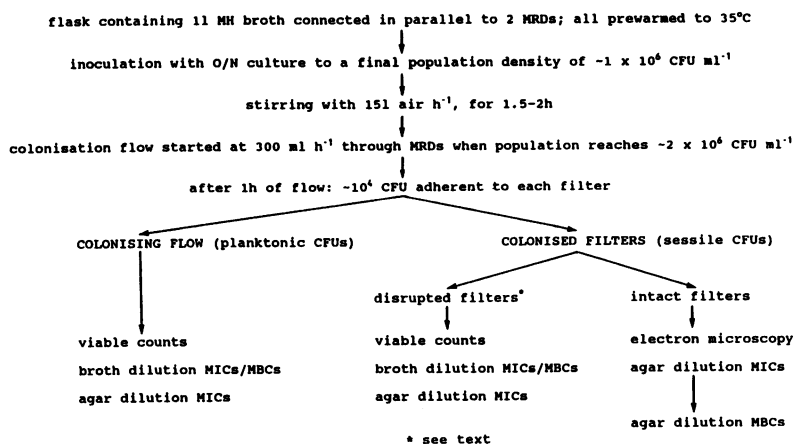 flask containing 1l MH broth connected in parallel to 2 MRDs; all prewarmed to 35°C
inoculation with O/N culture to a final population density of ~1 x 10⁶ CFU ml⁻¹
stirring with 15l air h⁻¹, for 1.5-2h
colonisation flow started at 300 ml h⁻¹ through MRDs when population reaches ~2 x 10⁶ CFU ml⁻¹
after 1h of flow: ~10⁴ CFU adherent to each filter
COLONISING FLOW (planktonic CFUs)
viable counts
broth dilution MICs/MBCs
agar dilution MICs
COLONISED FILTERS (sessile CFUs)
disrupted filters*
viable counts
broth dilution MICs/MBCs
agar dilution MICs
intact filters
electron microscopy
agar dilution MICs
agar dilution MBCs
* see text